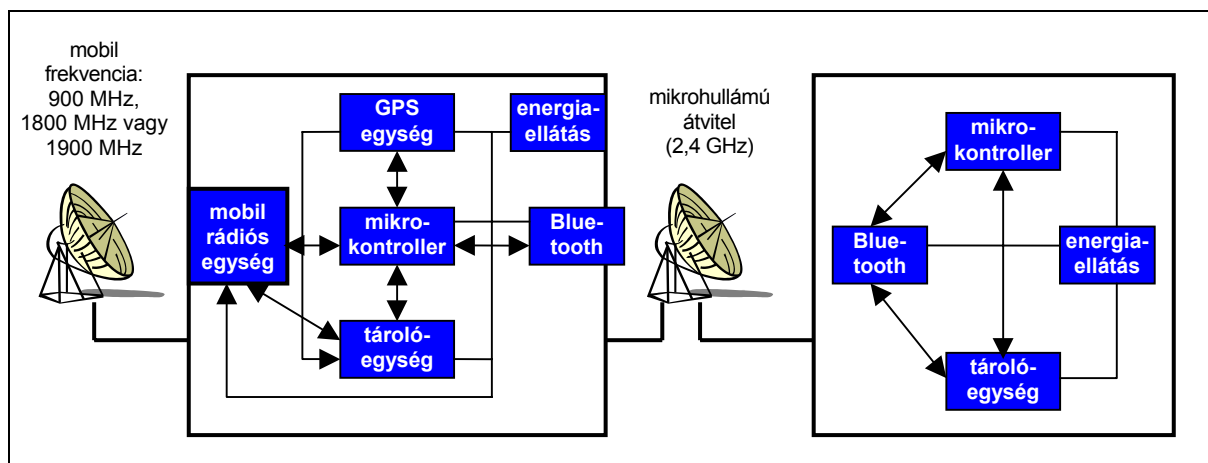 mobil
frekvencia:
900 MHz,
1800 MHz vagy
1900 MHz
GPS
egység
energia-
ellátás
mobil
rádiós
egység
mikro-
kontroller
Blue-
tooth
tároló-
egység
mikrohullámú
átvitel
(2,4 GHz)
mikro-
kontroller
Blue-
tooth
energia-
ellátás
tároló-
egység